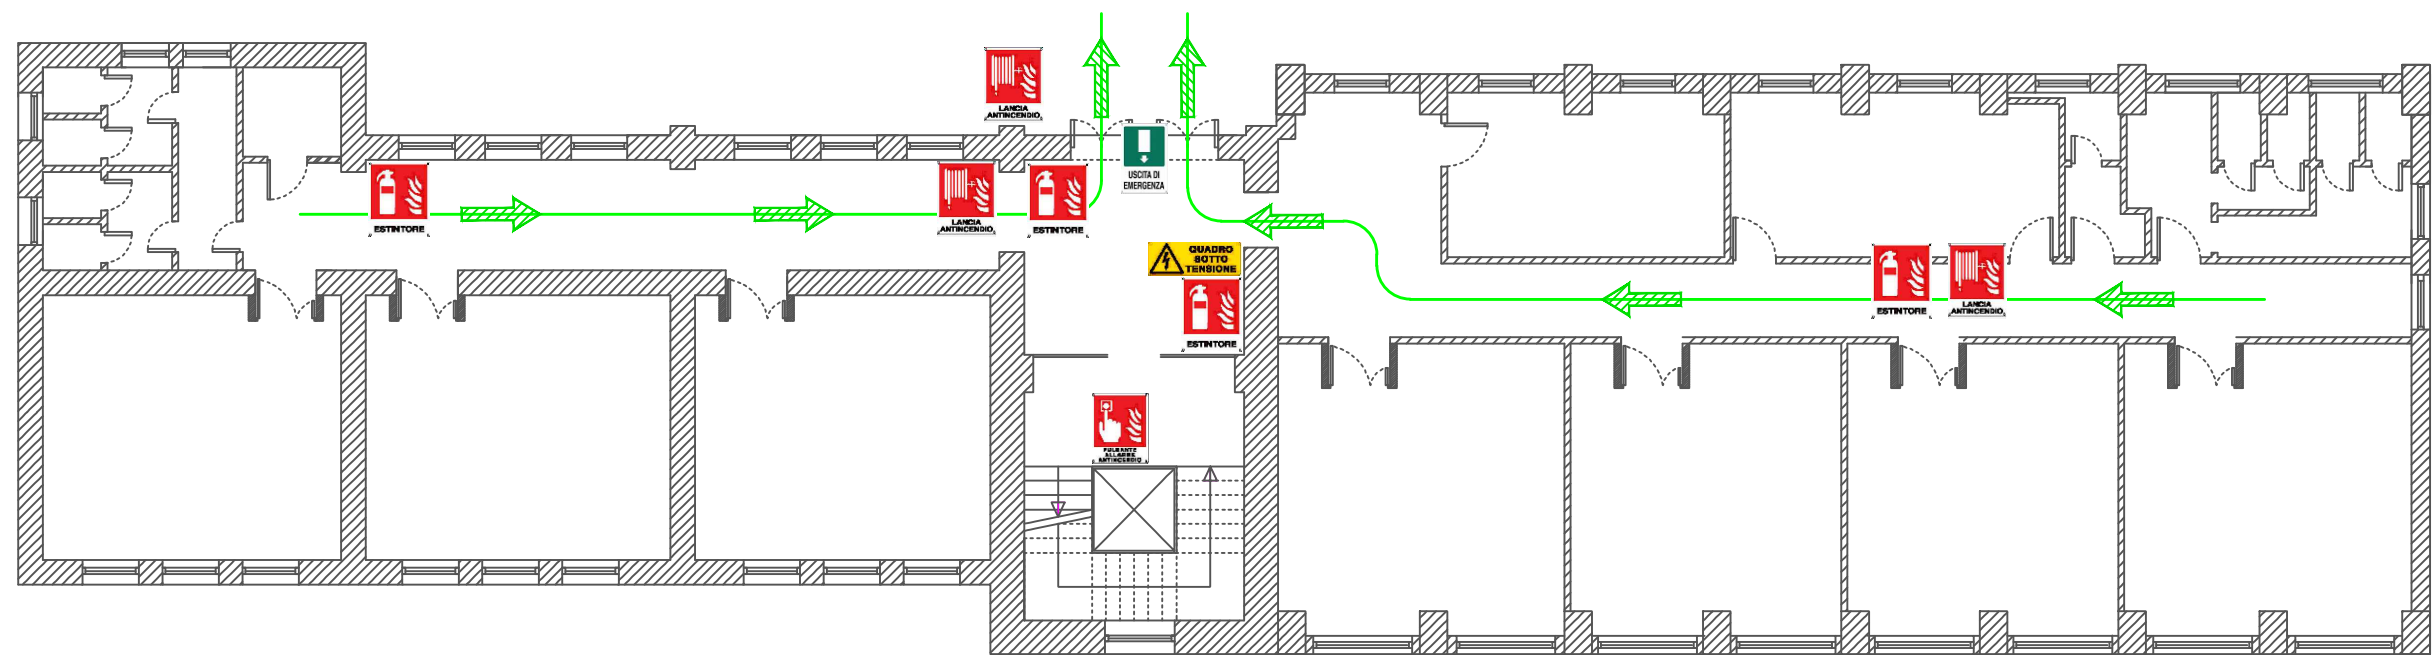 LANCIA
ANTINCENDIO
USCITA DI
EMERGENZA
ESTINTORE
LANCIA
ANTINCENDIO
ESTINTORE
QUADRO
SOTTO
TENSIONE
ESTINTORE
ESTINTORE
LANCIA
ANTINCENDIO
PULSANTE
ALLARME
ANTINCENDIO